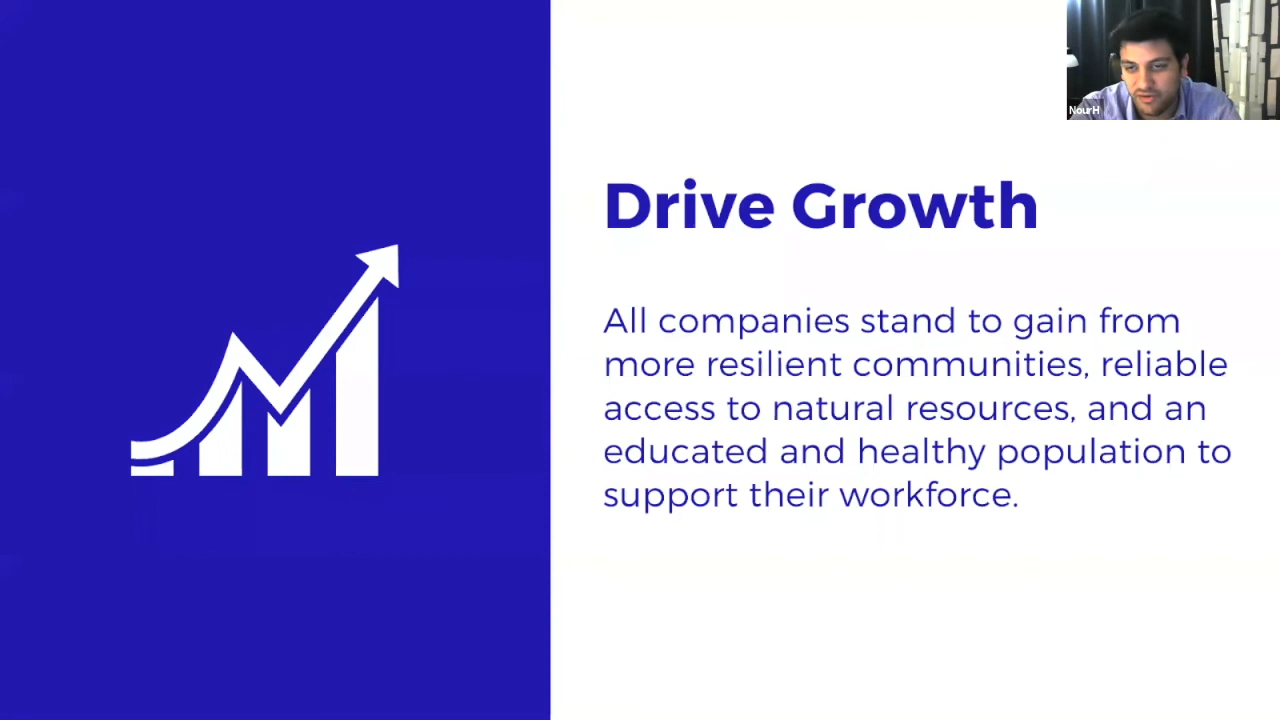 NourH
Drive Growth
All companies stand to gain from
more resilient communities, reliable
access to natural resources, and an
educated and healthy population to
support their workforce.